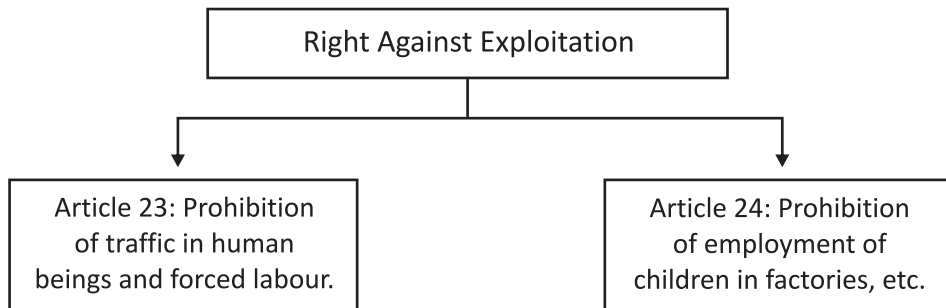 Right Against Exploitation
Article 23: Prohibition
of traffic in human
beings and forced labour.
Article 24: Prohibition
of employment of
children in factories, etc.